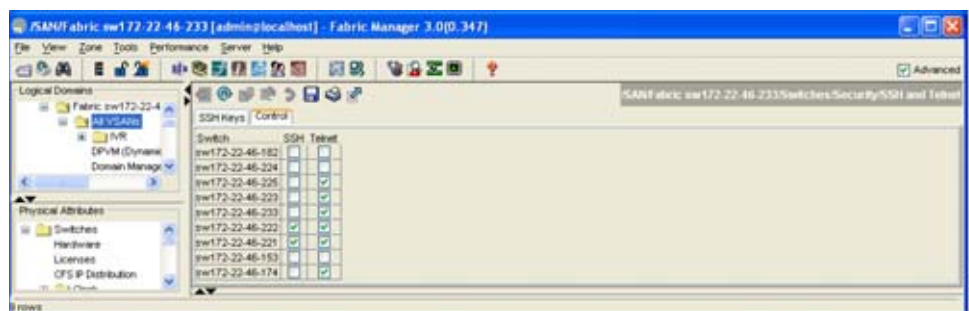 /SAN/Fabric sw172-22-46-233 [admin@localhost] - Fabric Manager 3.0(0.347)
File View Zone Tools Performance Server Help
Advanced
Logical Domains
Fabric sw172-22-4
All VSANs
IVR
DPVM (Dynamic
Domain Manage
/SAN/Fabric sw172-22-46-233/Switches/Security/SSH and Telnet
SSH Keys Control
Switch SSH Telnet
sw172-22-46-182
sw172-22-46-224
sw172-22-46-225
sw172-22-46-223
sw172-22-46-233
sw172-22-46-222
sw172-22-46-221
sw172-22-46-153
sw172-22-46-174
Physical Attributes
Switches
Hardware
Licenses
CFS IP Distribution
9 rows